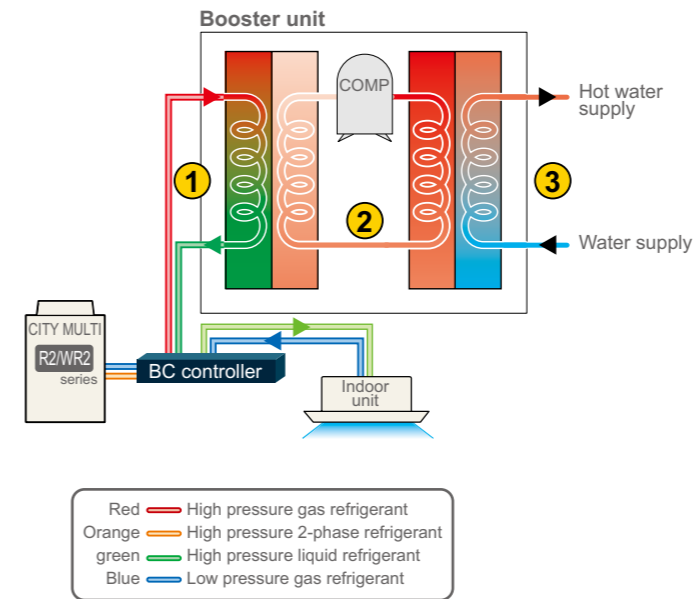 Booster unit
COMP
Hot water
supply
1
2
3
Water supply
CITY MULTI
R2/WR2
series
BC controller
Indoor
unit
Red High pressure gas refrigerant
Orange High pressure 2-phase refrigerant
green High pressure liquid refrigerant
Blue Low pressure gas refrigerant